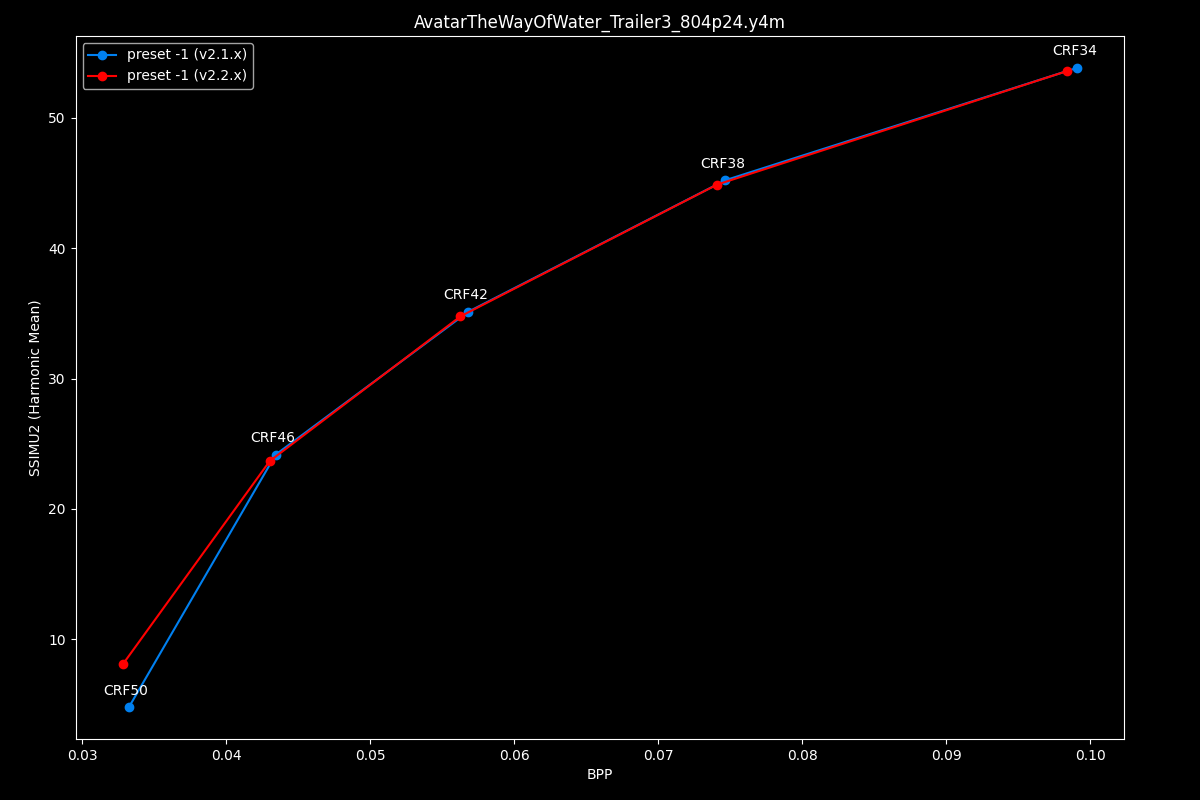 AvatarTheWayOfWater_Trailer3_804p24.y4m
preset -1 (v2.1.x)
preset -1 (v2.2.x)
CRF34
CRF38
CRF42
CRF46
CRF50
SSIMU2 (Harmonic Mean)
50
40
30
20
10
0.03 0.04 0.05 0.06 0.07 0.08 0.09 0.10
BPP